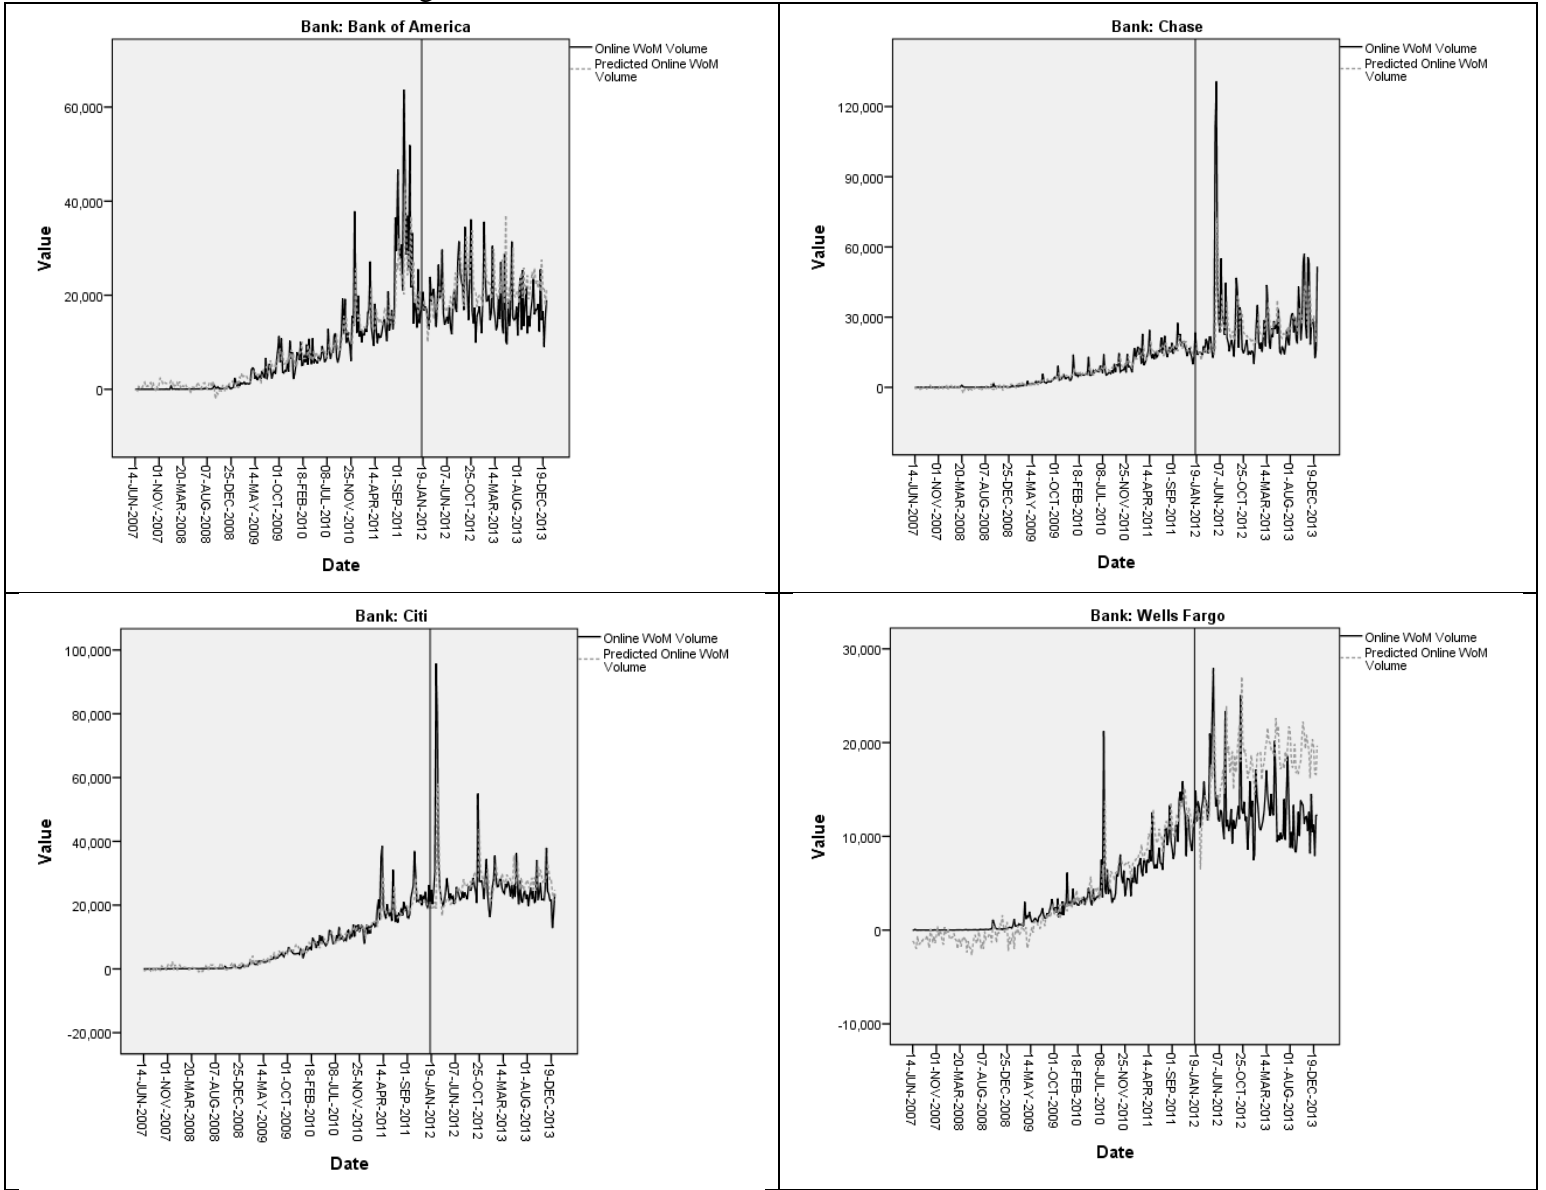 Bank: Bank of America
Online WoM Volume
Predicted Online WoM
Volume
60,000
40,000
20,000
0
Value
14-JUN-2007
01-NOV-2007
20-MAR-2008
07-AUG-2008
25-DEC-2008
14-MAY-2009
01-OCT-2009
18-FEB-2010
08-JUL-2010
25-NOV-2010
14-APR-2011
01-SEP-2011
19-JAN-2012
07-JUN-2012
25-OCT-2012
14-MAR-2013
01-AUG-2013
19-DEC-2013
Date
Bank: Chase
Online WoM Volume
Predicted Online WoM
Volume
120,000
90,000
60,000
30,000
0
Value
14-JUN-2007
01-NOV-2007
20-MAR-2008
07-AUG-2008
25-DEC-2008
14-MAY-2009
01-OCT-2009
18-FEB-2010
08-JUL-2010
25-NOV-2010
14-APR-2011
01-SEP-2011
19-JAN-2012
07-JUN-2012
25-OCT-2012
14-MAR-2013
01-AUG-2013
19-DEC-2013
Date
Bank: Citi
Online WoM Volume
Predicted Online WoM
Volume
100,000
80,000
60,000
40,000
20,000
0
-20,000
Value
14-JUN-2007
01-NOV-2007
20-MAR-2008
07-AUG-2008
25-DEC-2008
14-MAY-2009
01-OCT-2009
18-FEB-2010
08-JUL-2010
25-NOV-2010
14-APR-2011
01-SEP-2011
19-JAN-2012
07-JUN-2012
25-OCT-2012
14-MAR-2013
01-AUG-2013
19-DEC-2013
Date
Bank: Wells Fargo
Online WoM Volume
Predicted Online WoM
Volume
30,000
20,000
10,000
0
-10,000
Value
14-JUN-2007
01-NOV-2007
20-MAR-2008
07-AUG-2008
25-DEC-2008
14-MAY-2009
01-OCT-2009
18-FEB-2010
08-JUL-2010
25-NOV-2010
14-APR-2011
01-SEP-2011
19-JAN-2012
07-JUN-2012
25-OCT-2012
14-MAR-2013
01-AUG-2013
19-DEC-2013
Date